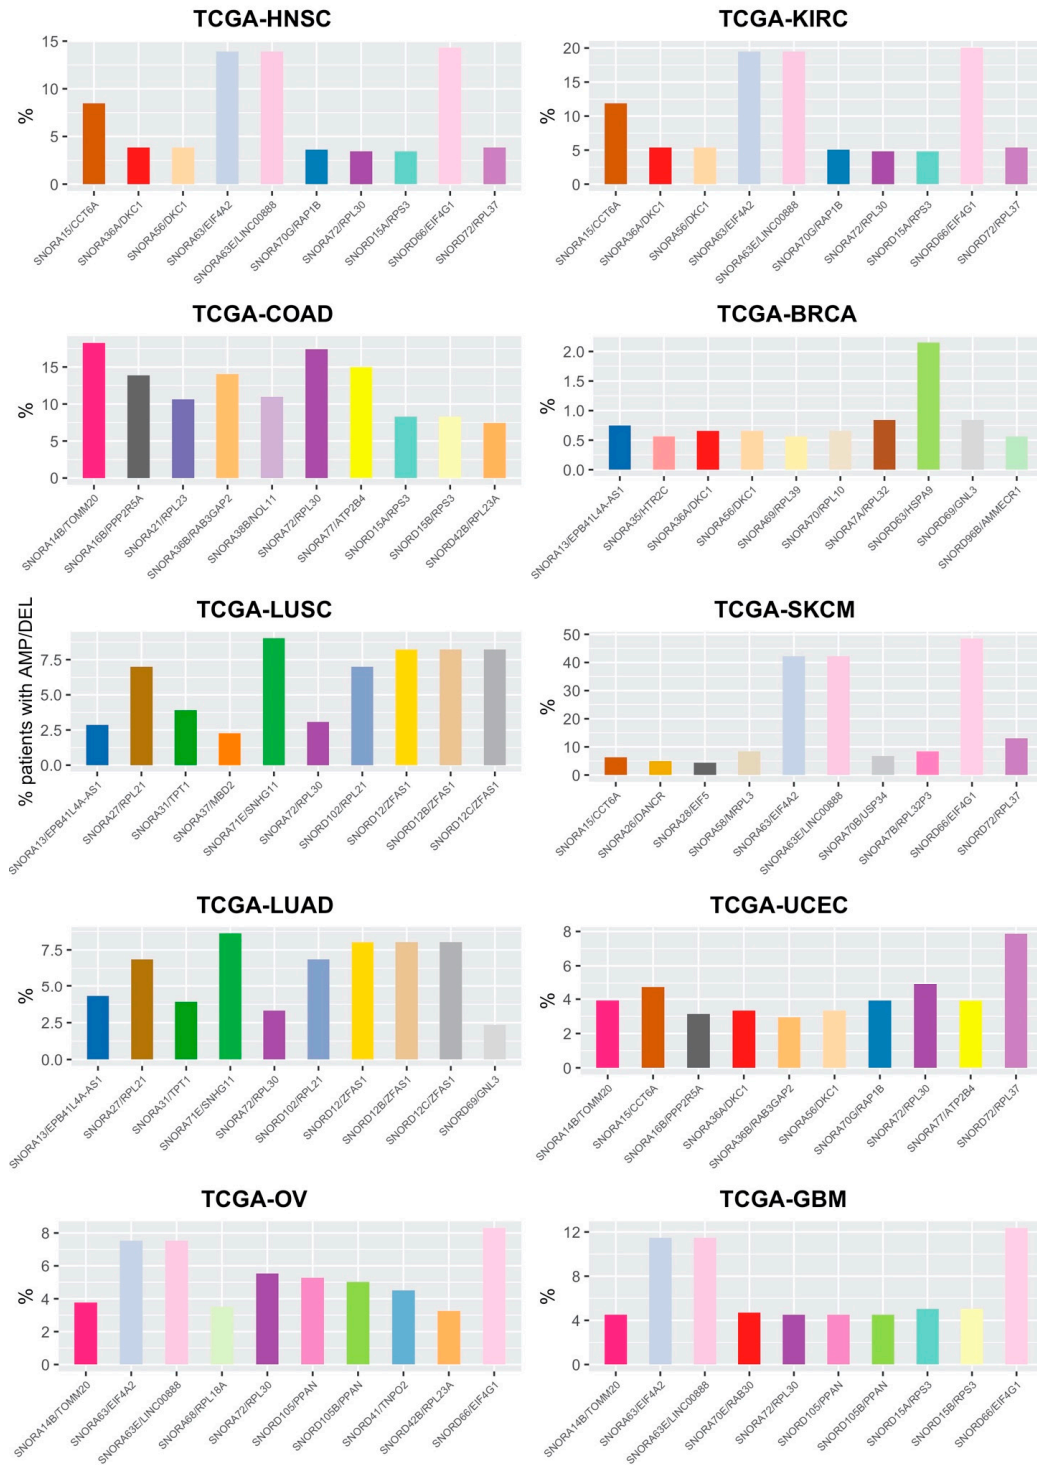 TCGA-HNSC
%
15
10
5
0
SNORA15/CCT6A
SNORA36A/DKC1
SNORA56/DKC1
SNORA63/EIF4A2
SNORA63E/LINC00888
SNORA70G/RAP1B
SNORA72/RPL30
SNORD15A/RPS3
SNORD66/EIF4G1
SNORD72/RPL37
TCGA-KIRC
%
20
15
10
5
0
SNORA15/CCT6A
SNORA36A/DKC1
SNORA56/DKC1
SNORA63/EIF4A2
SNORA63E/LINC00888
SNORA70G/RAP1B
SNORA72/RPL30
SNORD15A/RPS3
SNORD66/EIF4G1
SNORD72/RPL37
TCGA-COAD
%
15
10
5
0
SNORA14B/TOMM20
SNORA16B/PPP2R5A
SNORA21/RPL23
SNORA36B/RAB3GAP2
SNORA38B/NOL11
SNORA72/RPL30
SNORA77/ATP2B4
SNORD15A/RPS3
SNORD15B/RPS3
SNORD42B/RPL23A
TCGA-BRCA
%
2.0
1.5
1.0
0.5
0.0
SNORA13/EPB41L4A-AS1
SNORA35/HTR2C
SNORA36A/DKC1
SNORA56/DKC1
SNORA69/RPL39
SNORA70/RPL10
SNORA7A/RPL32
SNORD63/HSPA9
SNORD69/GNL3
SNORD96B/AMMECR1
TCGA-LUSC
% patients with AMP/DEL
7.5
5.0
2.5
0.0
SNORA13/EPB41L4A-AS1
SNORA27/RPL21
SNORA31/TPT1
SNORA37/MBD2
SNORA71E/SNHG11
SNORA72/RPL30
SNORD102/RPL21
SNORD12/ZFAS1
SNORD12B/ZFAS1
SNORD12C/ZFAS1
TCGA-SKCM
%
50
40
30
20
10
0
SNORA15/CCT6A
SNORA26/DANCR
SNORA28/EIF5
SNORA58/MRPL3
SNORA63/EIF4A2
SNORA63E/LINC00888
SNORA70B/USP34
SNORA7B/RPL32P3
SNORD66/EIF4G1
SNORD72/RPL37
TCGA-LUAD
%
7.5
5.0
2.5
0.0
SNORA13/EPB41L4A-AS1
SNORA27/RPL21
SNORA31/TPT1
SNORA71E/SNHG11
SNORA72/RPL30
SNORD102/RPL21
SNORD12/ZFAS1
SNORD12B/ZFAS1
SNORD12C/ZFAS1
SNORD69/GNL3
TCGA-UCEC
%
8
6
4
2
0
SNORA14B/TOMM20
SNORA15/CCT6A
SNORA16B/PPP2R5A
SNORA36A/DKC1
SNORA36B/RAB3GAP2
SNORA56/DKC1
SNORA70G/RAP1B
SNORA72/RPL30
SNORA77/ATP2B4
SNORD72/RPL37
TCGA-OV
%
8
6
4
2
0
SNORA14B/TOMM20
SNORA63/EIF4A2
SNORA63E/LINC00888
SNORA68/RPL18A
SNORA72/RPL30
SNORD105/PPAN
SNORD105B/PPAN
SNORD41/TNPO2
SNORD42B/RPL23A
SNORD66/EIF4G1
TCGA-GBM
%
12
8
4
0
SNORA14B/TOMM20
SNORA63/EIF4A2
SNORA63E/LINC00888
SNORA70E/RAB30
SNORA72/RPL30
SNORD105/PPAN
SNORD105B/PPAN
SNORD15A/RPS3
SNORD15B/RPS3
SNORD66/EIF4G1